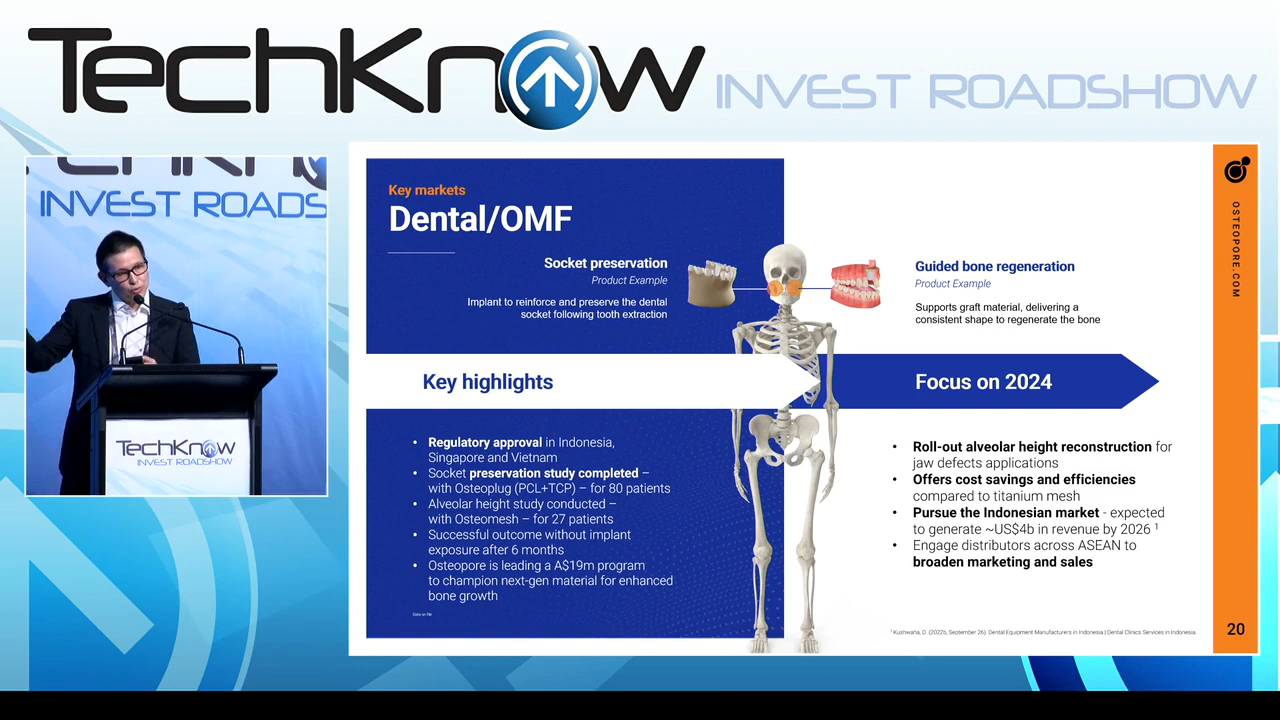 TechKnow INVEST ROADSHOW
INVEST ROADS
TechKnow
INVEST ROADSHOW
Key markets
Dental/OMF
Socket preservation
Product Example
Implant to reinforce and preserve the dental
socket following tooth extraction
Guided bone regeneration
Product Example
Supports graft material, delivering a
consistent shape to regenerate the bone
Key highlights
• Regulatory approval in Indonesia,
Singapore and Vietnam
• Socket preservation study completed –
with Osteoplug (PCL+TCP) – for 80 patients
• Alveolar height study conducted –
with Osteomesh – for 27 patients
• Successful outcome without implant
exposure after 6 months
• Osteopore is leading a A$19m program
to champion next-gen material for enhanced
bone growth
Data on file
Focus on 2024
• Roll-out alveolar height reconstruction for
jaw defects applications
• Offers cost savings and efficiencies
compared to titanium mesh
• Pursue the Indonesian market - expected
to generate ~US$4b in revenue by 2026 ¹
• Engage distributors across ASEAN to
broaden marketing and sales
¹ Kushwaha, D. (2022b, September 26). Dental Equipment Manufacturers in Indonesia | Dental Clinics Services in Indonesia
OSTEOPORE.COM
20